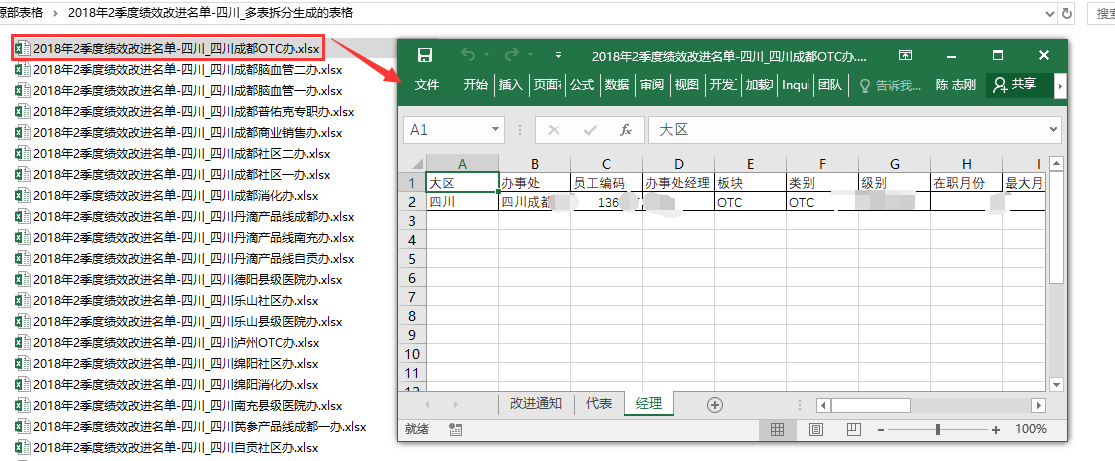 源部表格 > 2018年2季度绩效改进名单-四川_多表拆分生成的表格
搜索
2018年2季度绩效改进名单-四川_四川成都OTC办.xlsx
2018年2季度绩效改进名单-四川_四川成都脑血管二办.xlsx
2018年2季度绩效改进名单-四川_四川成都脑血管一办.xlsx
2018年2季度绩效改进名单-四川_四川成都普佑克专职办.xlsx
2018年2季度绩效改进名单-四川_四川成都商业销售办.xlsx
2018年2季度绩效改进名单-四川_四川成都社区二办.xlsx
2018年2季度绩效改进名单-四川_四川成都社区一办.xlsx
2018年2季度绩效改进名单-四川_四川成都消化办.xlsx
2018年2季度绩效改进名单-四川_四川丹滴产品线成都办.xlsx
2018年2季度绩效改进名单-四川_四川丹滴产品线南充办.xlsx
2018年2季度绩效改进名单-四川_四川丹滴产品线自贡办.xlsx
2018年2季度绩效改进名单-四川_四川德阳县级医院办.xlsx
2018年2季度绩效改进名单-四川_四川乐山社区办.xlsx
2018年2季度绩效改进名单-四川_四川乐山县级医院办.xlsx
2018年2季度绩效改进名单-四川_四川泸州OTC办.xlsx
2018年2季度绩效改进名单-四川_四川绵阳社区办.xlsx
2018年2季度绩效改进名单-四川_四川绵阳消化办.xlsx
2018年2季度绩效改进名单-四川_四川南充县级医院办.xlsx
2018年2季度绩效改进名单-四川_四川芪参产品线成都一办.xlsx
2018年2季度绩效改进名单-四川_四川自贡社区办.xlsx
2018年2季度绩效改进名单-四川_四川成都OTC办....
文件 开始 插入 页面 公式 数据 审阅 视图 开发 加载 Inqu 团队 告诉我... 陈 志刚 共享
A1 fx 大区
A B C D E F G H I
1 大区 办事处 员工编码 办事处经理 板块 类别 级别 在职月份 最大月
2 四川 四川成都 136 OTC OTC
3
4
5
6
7
8
9
10
11
12
改进通知 代表 经理
就绪 100%